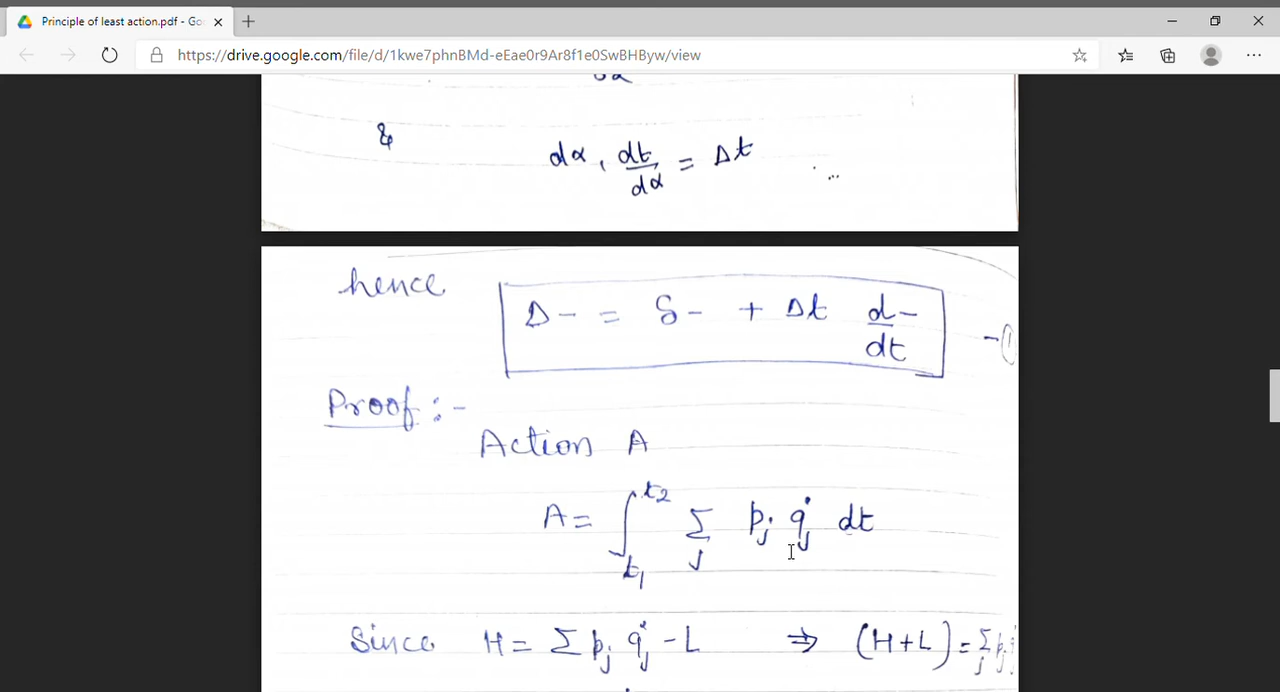 Principle of least action.pdf - Go
https://drive.google.com/file/d/1kwe7phnBMd-eEae0r9Ar8f1e0SwBHByw/view
&
dα, dt/dα = Δt
...
hence
Δ- = δ- + Δt d-/dt -①
Proof :-
Action A
A = ∫_{t1}^{t2} Σ_j p_j q̇_j dt
Since H = Σ p_j q̇_j - L ⇒ (H+L) = Σ_j